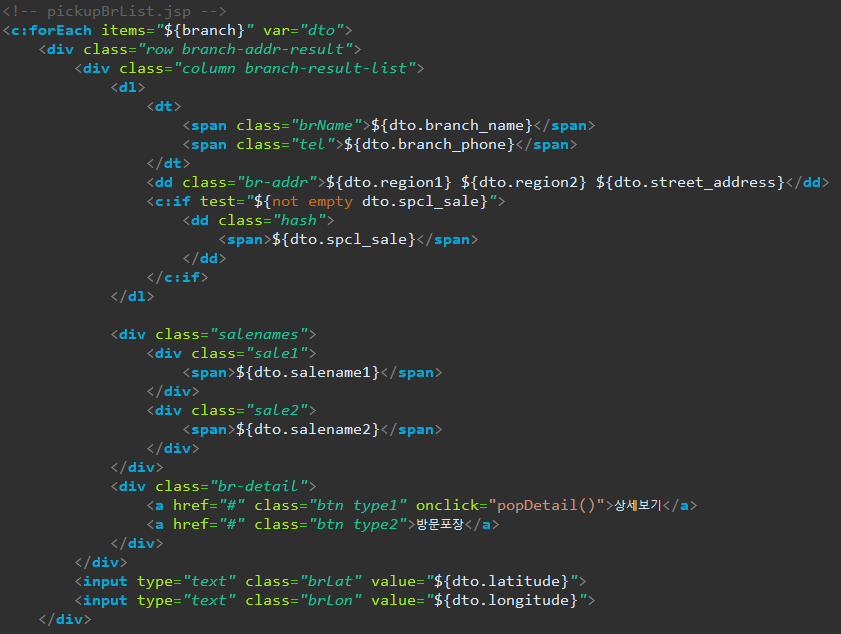 <!-- pickupBrList.jsp -->
<c:forEach items="${branch}" var="dto">
    <div class="row branch-addr-result">
        <div class="column branch-result-list">
            <dl>
                <dt>
                    <span class="brName">${dto.branch_name}</span>
                    <span class="tel">${dto.branch_phone}</span>
                </dt>
                <dd class="br-addr">${dto.region1} ${dto.region2} ${dto.street_address}</dd>
                <c:if test="${not empty dto.spcl_sale}">
                    <dd class="hash">
                        <span>${dto.spcl_sale}</span>
                    </dd>
                </c:if>
            </dl>

            <div class="salenames">
                <div class="sale1">
                    <span>${dto.salename1}</span>
                </div>
                <div class="sale2">
                    <span>${dto.salename2}</span>
                </div>
            </div>
            <div class="br-detail">
                <a href="#" class="btn type1" onclick="popDetail()">상세보기</a>
                <a href="#" class="btn type2">방문포장</a>
            </div>
        </div>
        <input type="text" class="brLat" value="${dto.latitude}">
        <input type="text" class="brLon" value="${dto.longitude}">
    </div>